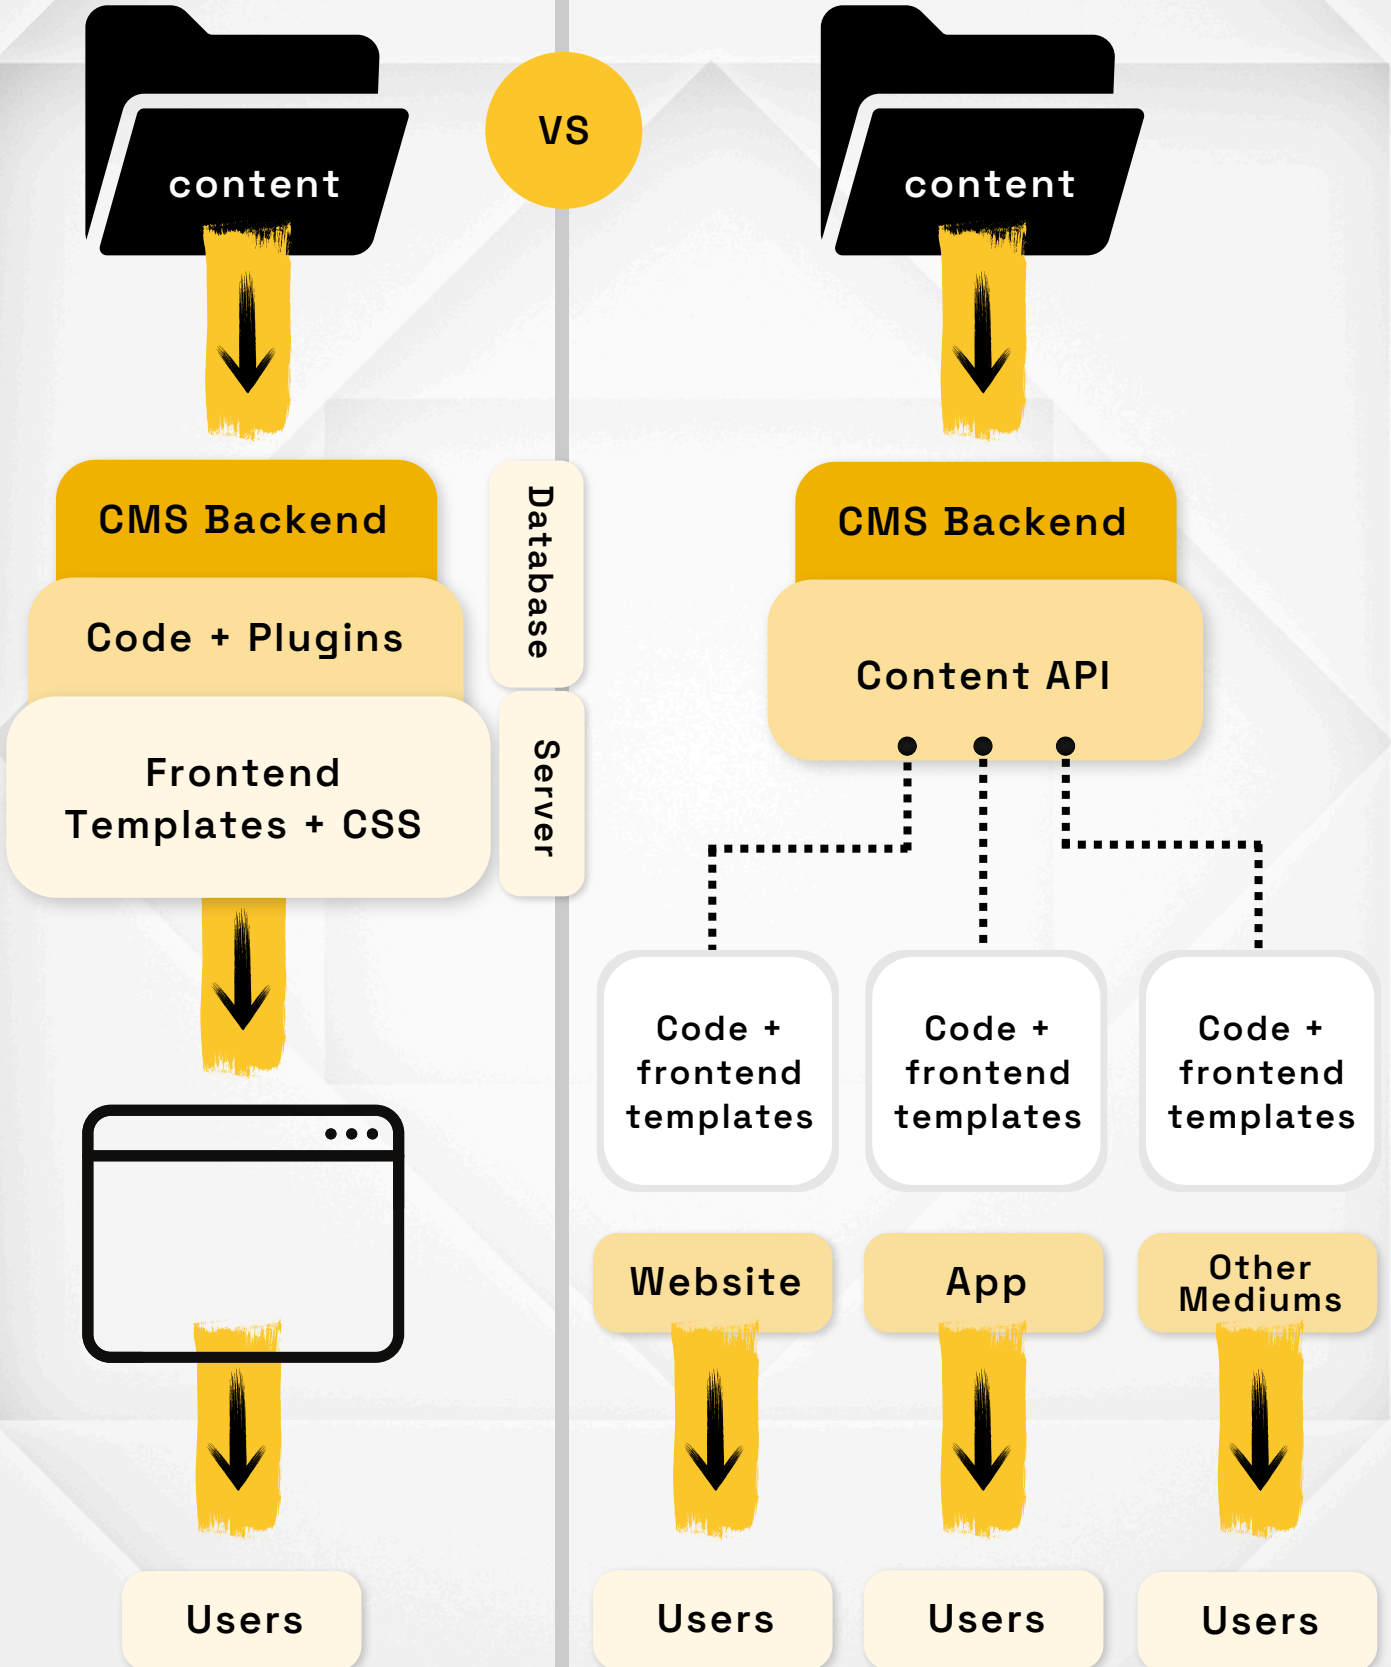 content
VS
content
CMS Backend
Code + Plugins
Frontend
Templates + CSS
Database
Server
CMS Backend
Content API
Code +
frontend
templates
Code +
frontend
templates
Code +
frontend
templates
Website
App
Other
Mediums
Users
Users
Users
Users